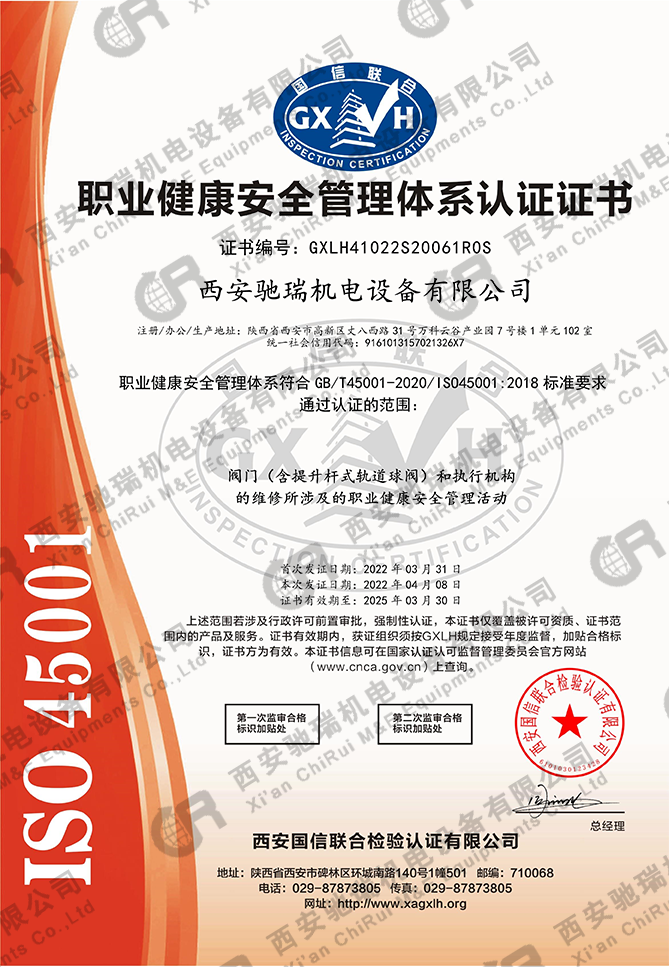 国信联合
GX LH
INSPECTION CERTIFICATION
职业健康安全管理体系认证证书
证书编号：GXLH41022S20061R0S
西安驰瑞机电设备有限公司
注册/办公/生产地址：陕西省西安市高新区丈八西路 31 号万科云谷产业园 7 号楼 1 单元 102 室
统一社会信用代码：9161013157021326X7
职业健康安全管理体系符合 GB/T45001-2020/ISO45001:2018 标准要求
通过认证的范围：
阀门（含提升杆式轨道球阀）和执行机构
的维修所涉及的职业健康安全管理活动
首次发证日期：2022 年 03 月 31 日
本次发证日期：2022 年 04 月 08 日
证书有效期至：2025 年 03 月 30 日
上述范围若涉及行政许可前置审批，强制性认证，本证书仅覆盖被许可资质、证书范
围内的产品及服务。证书有效期内，获证组织须按GXLH规定接受年度监督，加贴合格标
识，证书方为有效。本证书信息可在国家认证认可监督管理委员会官方网站
（www.cnca.gov.cn）上查询。
第一次监审合格
标识加贴处
第二次监审合格
标识加贴处
西安国信联合检验认证有限公司
6101030123428
总经理
西安国信联合检验认证有限公司
地址：陕西省西安市碑林区环城南路140号1幢501 邮编：710068
电话：029-87873805 传真：029-87873805
网址：http://www.xagxlh.org
ISO 45001
西安驰瑞机电设备有限公司
Xi'an ChiRui M&E Equipments Co.,Ltd